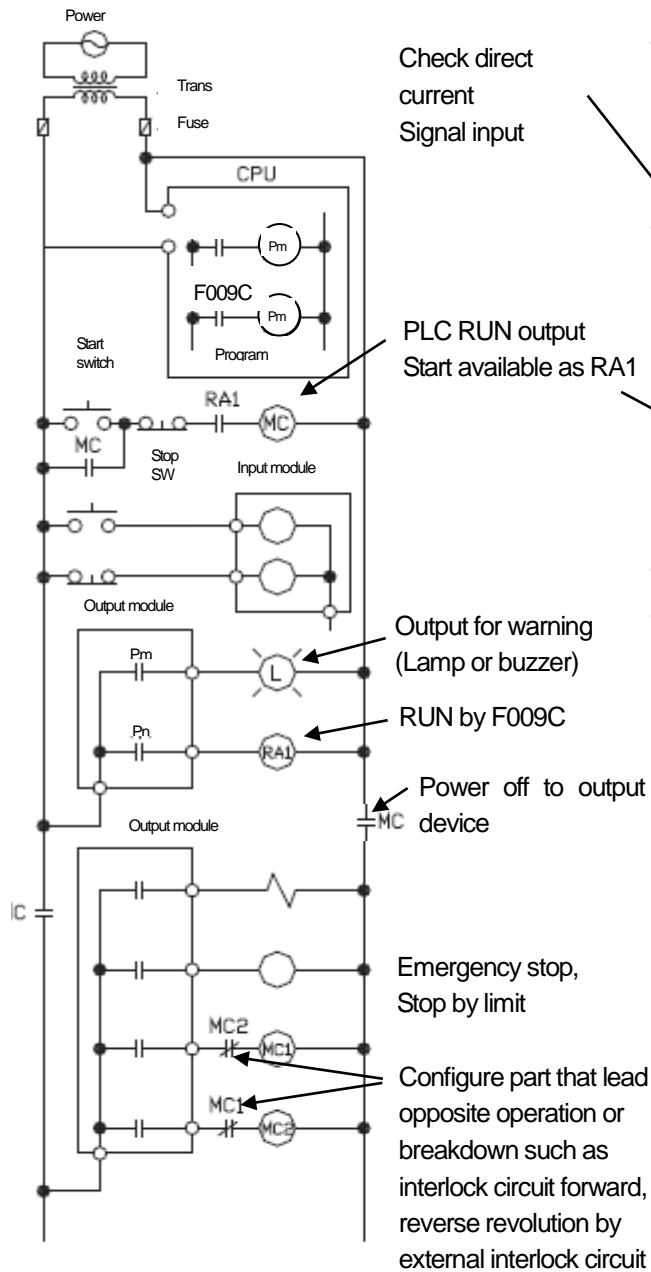 Power
Trans
Fuse
Check direct
current
Signal input
CPU
Pm
F009C
Pm
Program
Start
switch
PLC RUN output
Start available as RA1
RA1
MC
MC
Stop
SW
Input module
Output module
Output for warning
(Lamp or buzzer)
Pm
L
RUN by F009C
Pn
RA1
Power off to output
device
MC
Output module
Emergency stop,
Stop by limit
MC2
MC1
Configure part that lead
opposite operation or
breakdown such as
interlock circuit forward,
reverse revolution by
external interlock circuit
MC1
MC2